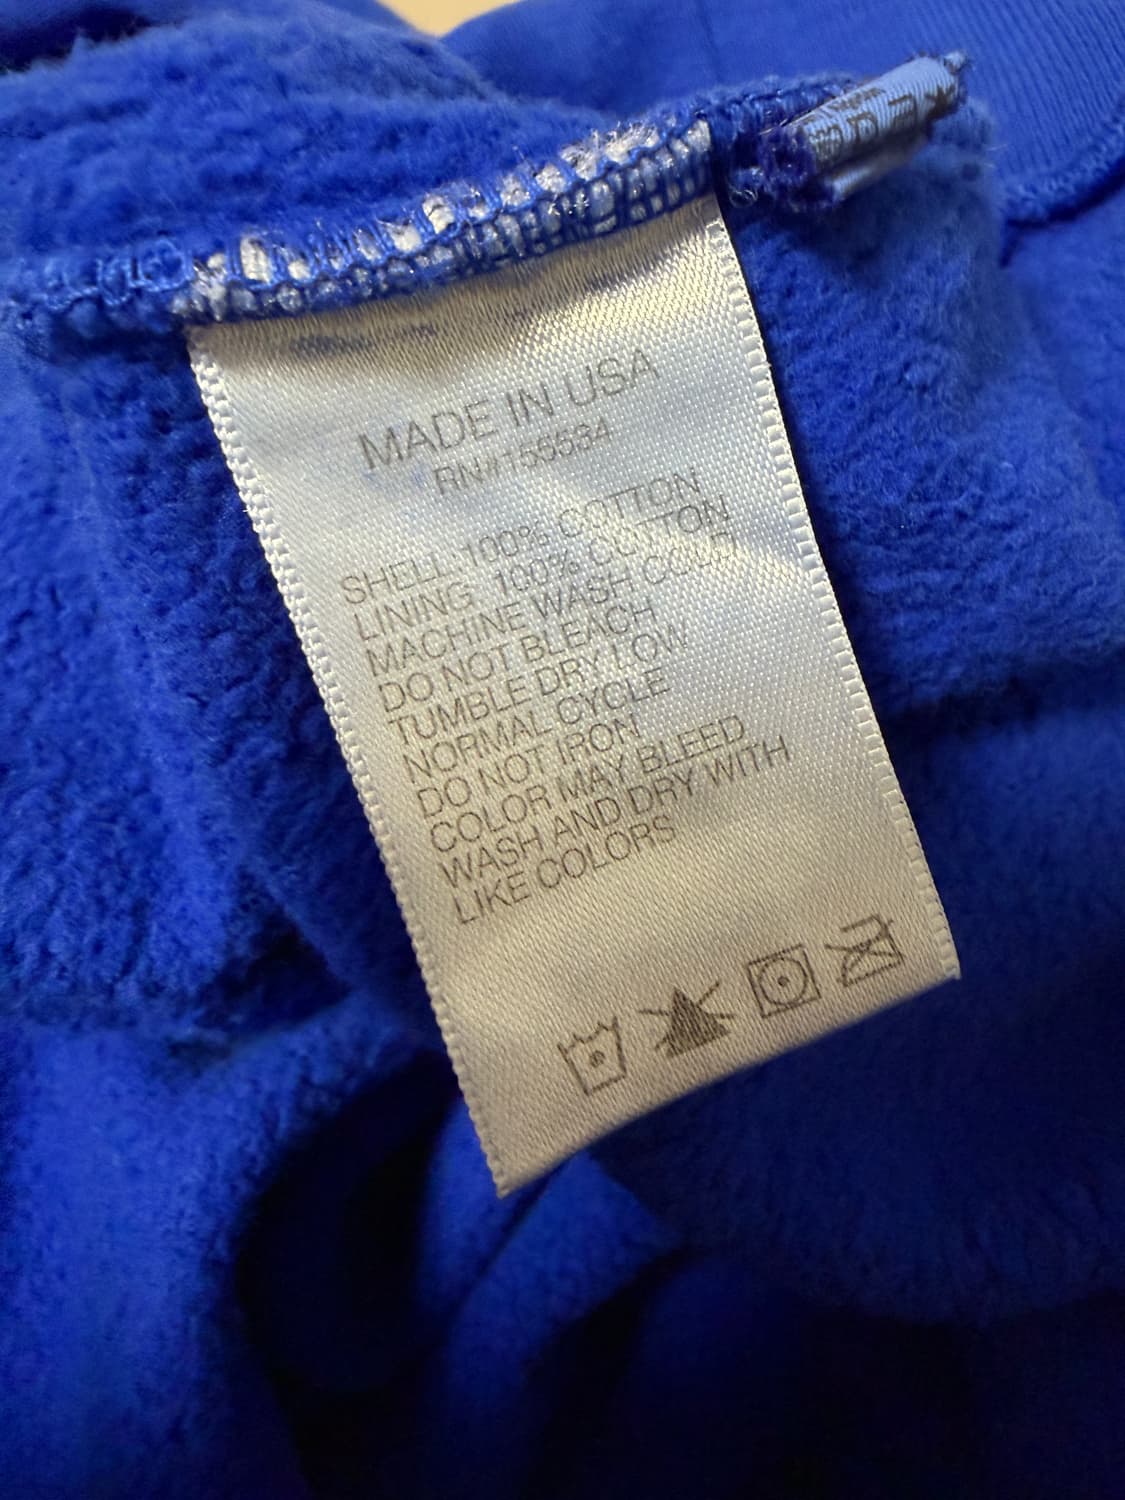 MADE IN USA
RN#155534
SHELL 100% COTTON
LINING 100% COTTON
MACHINE WASH COLD
DO NOT BLEACH
TUMBLE DRY LOW
NORMAL CYCLE
DO NOT IRON
COLOR MAY BLEED
WASH AND DRY WITH
LIKE COLORS